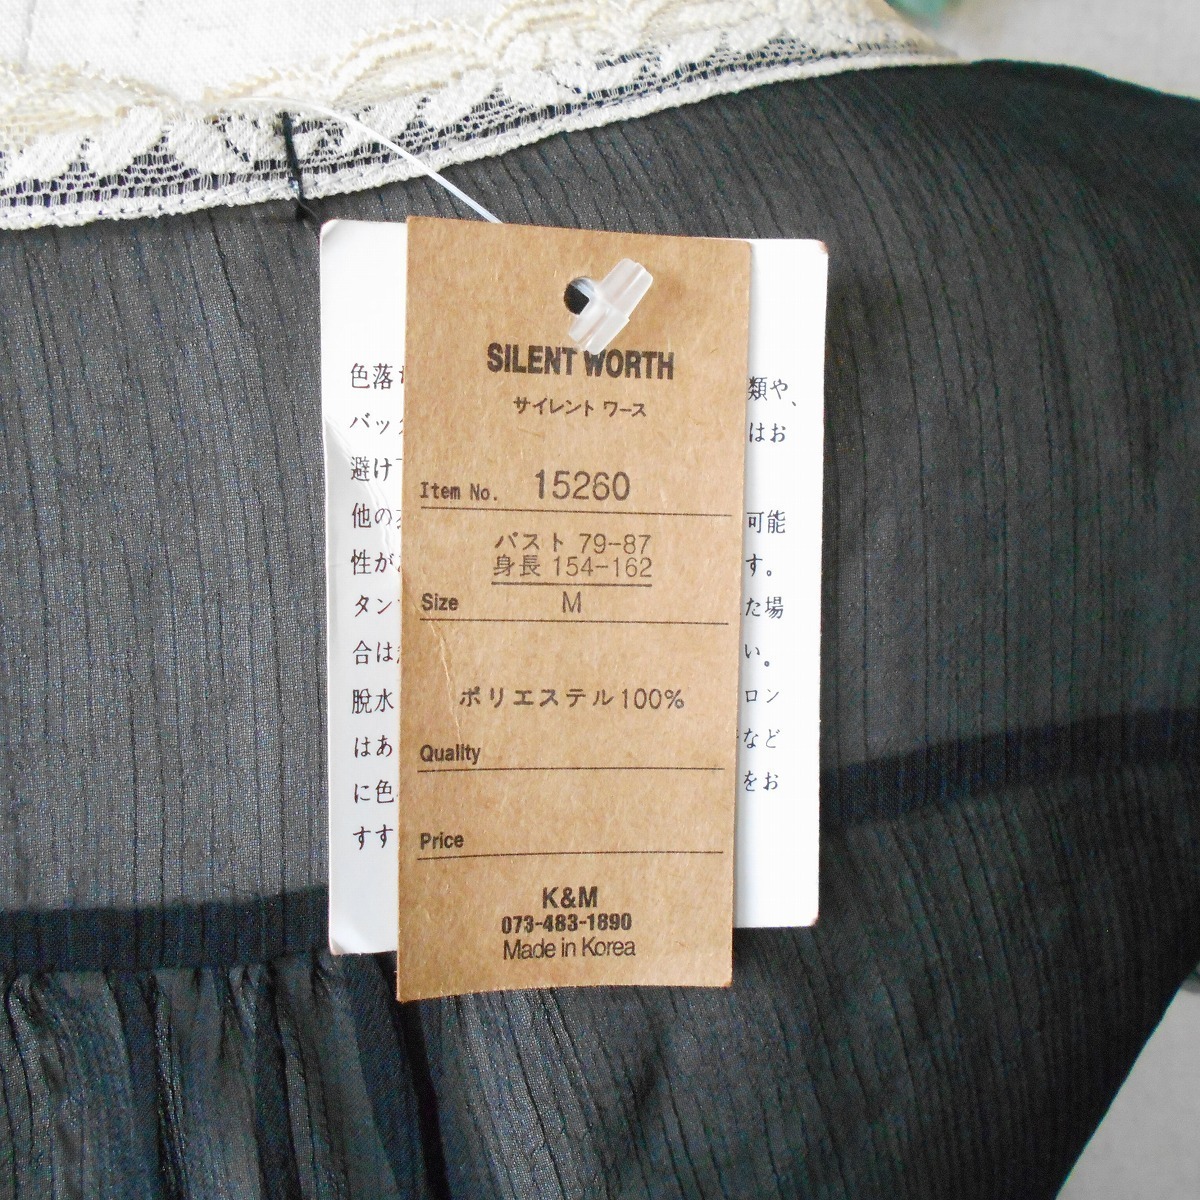 SILENT WORTH
サイレント ワース
Item No. 15260
バスト 79-87
身長 154-162
Size M
ポリエステル100%
Quality
Price
K&M
073-483-1890
Made in Korea
色落 類や、
バッ はお
避け
他の 可能
性が す。
タン た場
合は い。
脱水 ロン
はあ など
に色 をお
すす